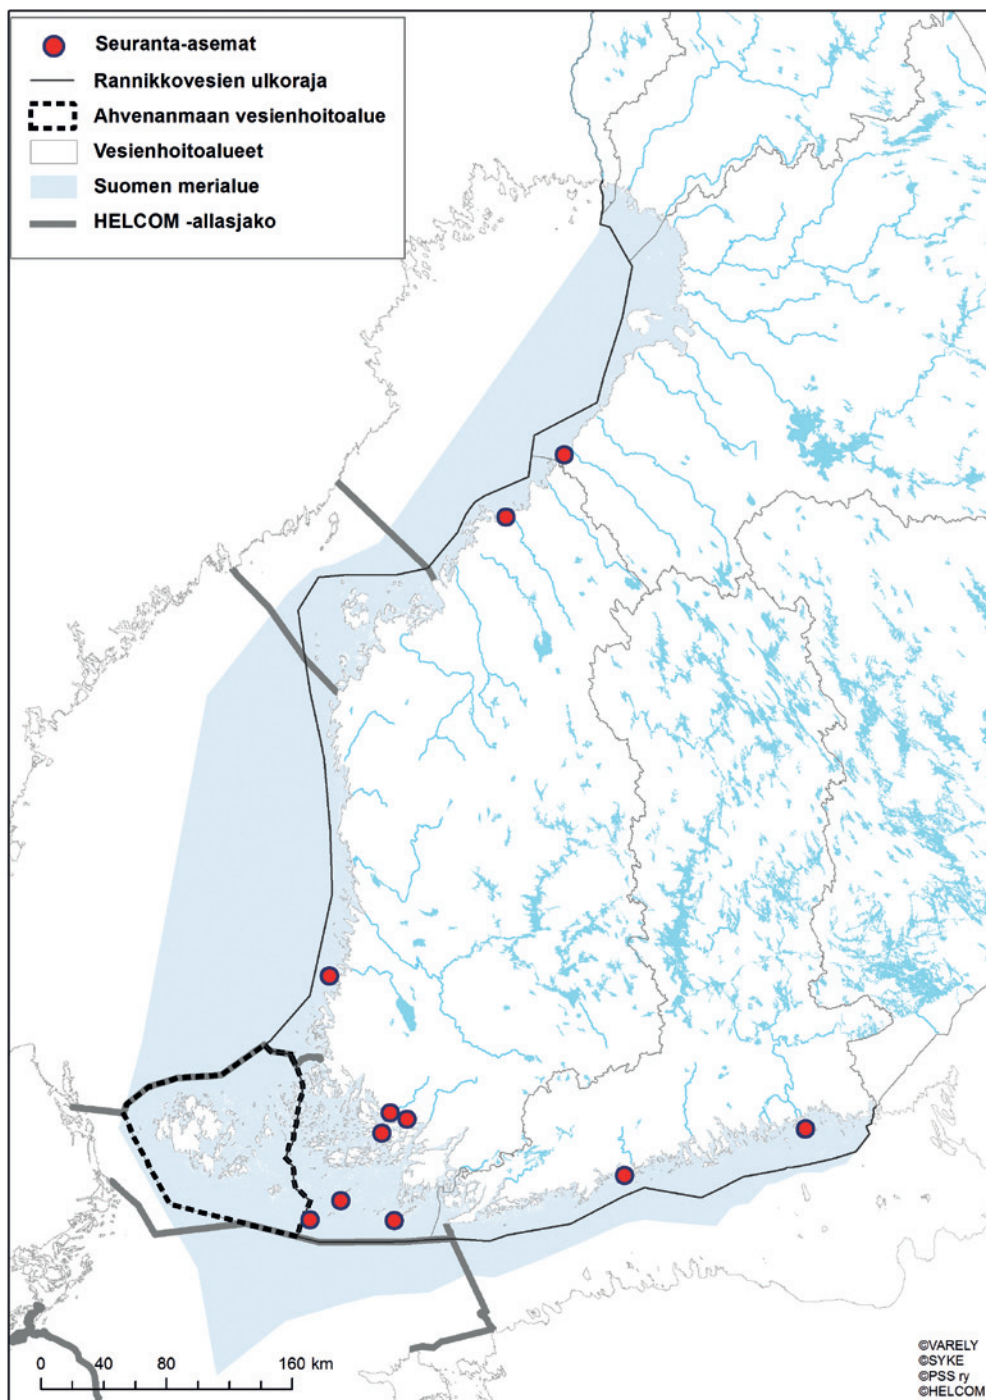 Seuranta-asemat
Rannikkovesien ulkoraja
Ahvenanmaan vesienhoitoalue
Vesienhoitoalueet
Suomen merialue
HELCOM -allasjako
0 40 80 160 km
©VARELY
©SYKE
©PSS ry
©HELCOM